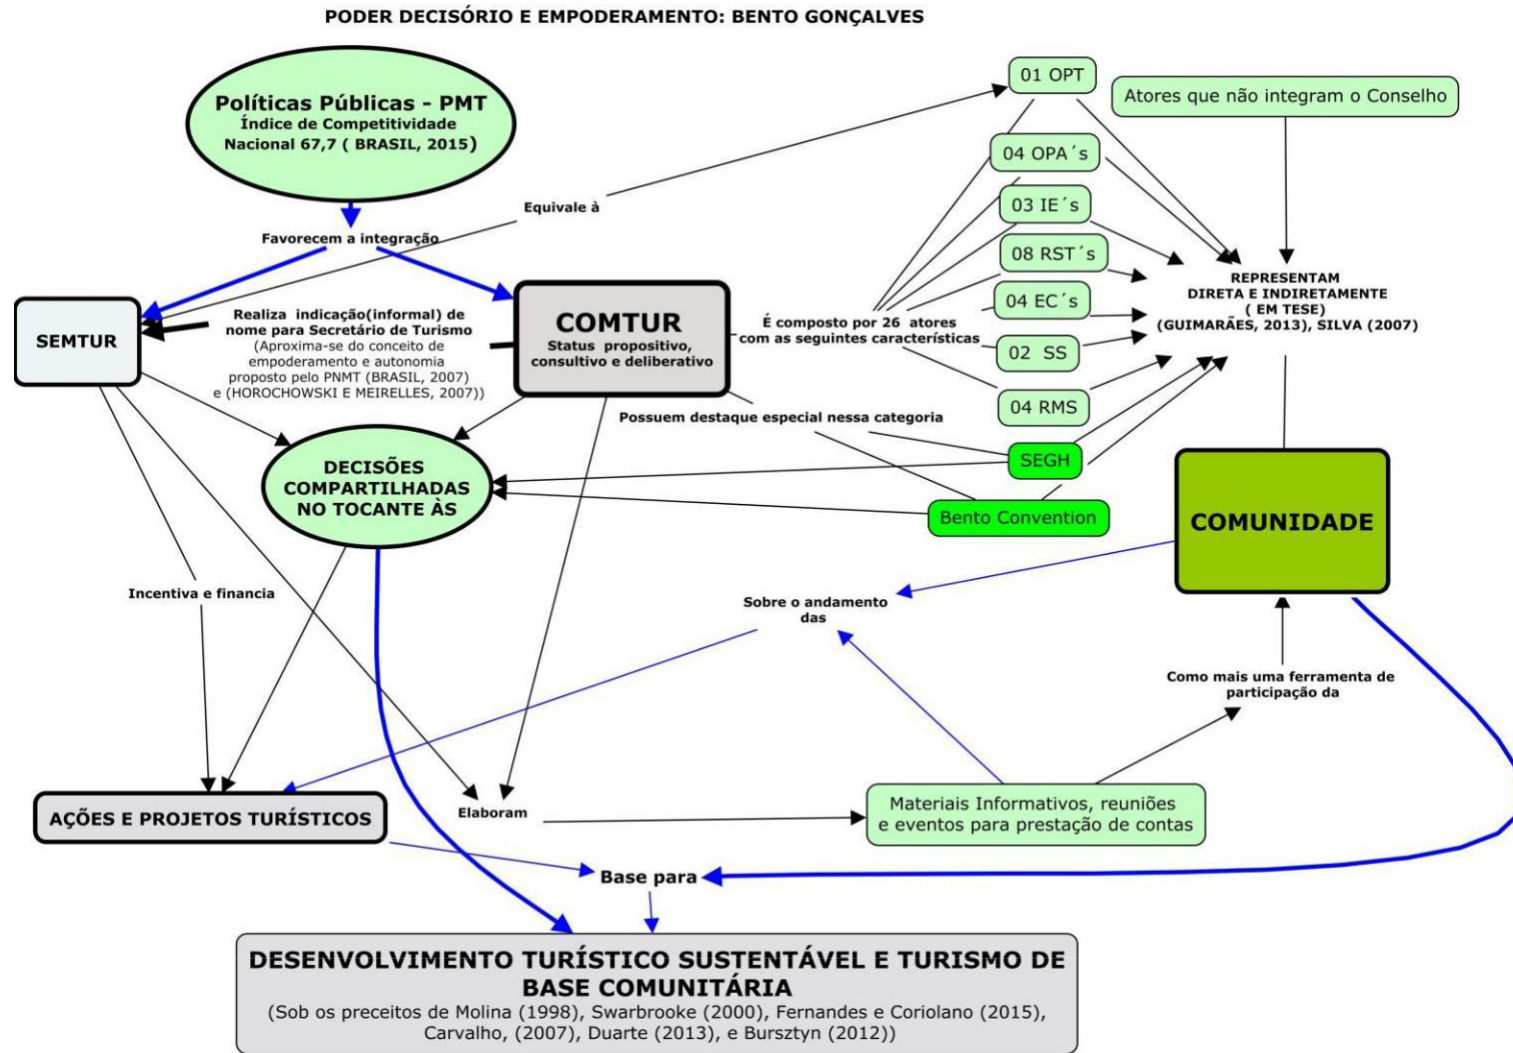 PODER DECISÓRIO E EMPODERAMENTO: BENTO GONÇALVES
Políticas Públicas - PMT
Índice de Competitividade
Nacional 67,7 ( BRASIL, 2015)
01 OPT
Atores que não integram o Conselho
04 OPA´s
03 IE´s
Equivale à
Favorecem a integração
08 RST´s
04 EC´s
02 SS
04 RMS
REPRESENTAM
DIRETA E INDIRETAMENTE
( EM TESE)
(GUIMARÃES, 2013), SILVA (2007)
SEMTUR
Realiza indicação(informal) de
nome para Secretário de Turismo
(Aproxima-se do conceito de
empoderamento e autonomia
proposto pelo PNMT (BRASIL, 2007)
e (HOROCHOWSKI E MEIRELLES, 2007))
COMTUR
Status propositivo,
consultivo e deliberativo
É composto por 26 atores
com as seguintes características
Possuem destaque especial nessa categoria
SEGH
Bento Convention
DECISÕES
COMPARTILHADAS
NO TOCANTE ÀS
COMUNIDADE
Incentiva e financia
Sobre o andamento
das
Como mais uma ferramenta de
participação da
AÇÕES E PROJETOS TURÍSTICOS
Elaboram
Materiais Informativos, reuniões
e eventos para prestação de contas
Base para
DESENVOLVIMENTO TURÍSTICO SUSTENTÁVEL E TURISMO DE
BASE COMUNITÁRIA
(Sob os preceitos de Molina (1998), Swarbrooke (2000), Fernandes e Coriolano (2015),
Carvalho, (2007), Duarte (2013), e Bursztyn (2012))